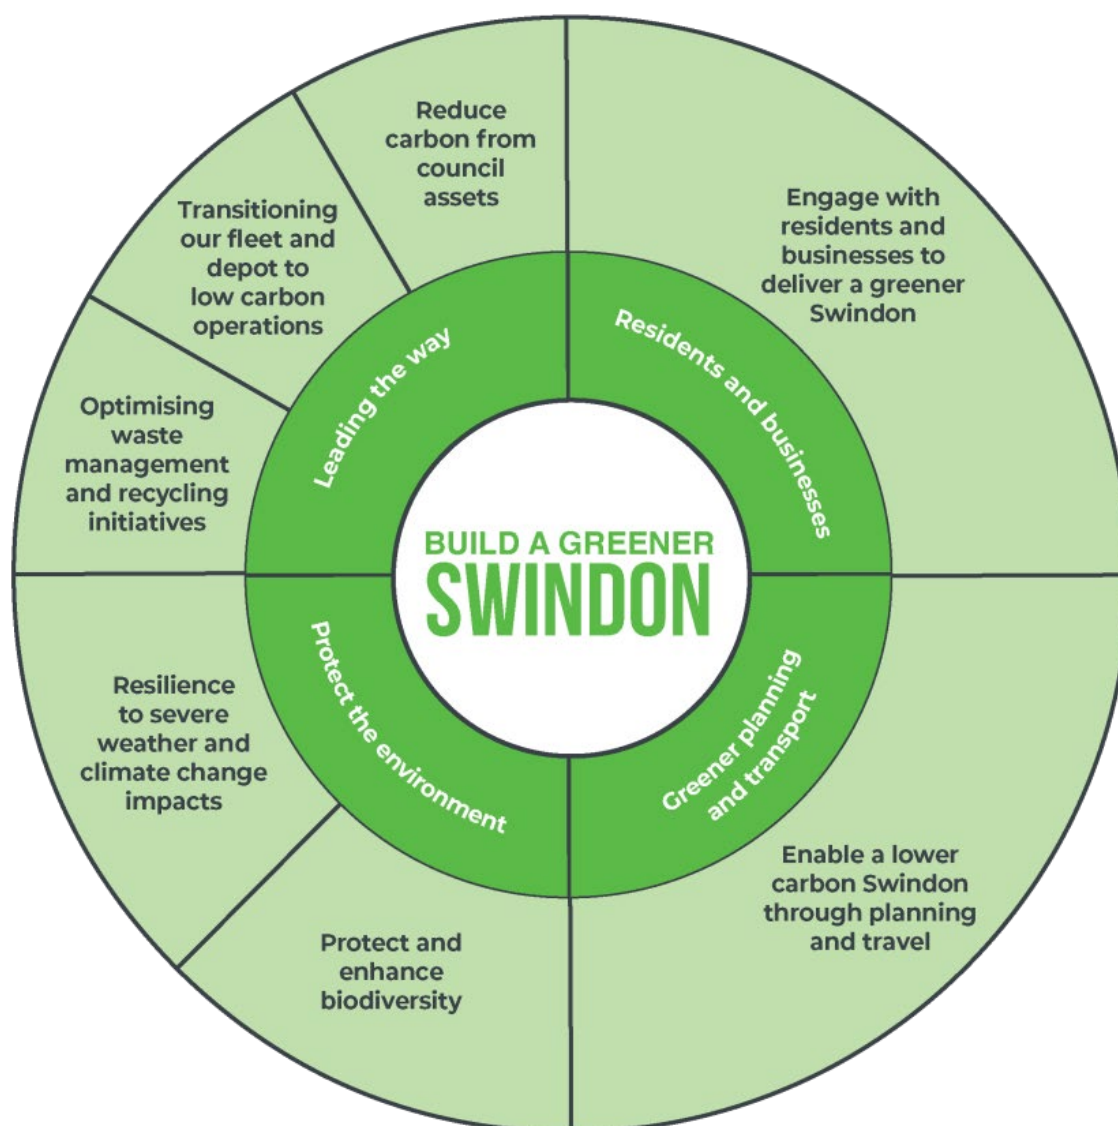 Reduce
carbon from
council
assets
Engage with
residents and
businesses to
deliver a greener
Swindon
Transitioning
our fleet and
depot to
low carbon
operations
Optimising
waste
management
and recycling
initiatives
Leading the way
Residents and businesses
BUILD A GREENER
SWINDON
Protect the environment
Greener planning
and transport
Resilience
to severe
weather and
climate change
impacts
Protect and
enhance
biodiversity
Enable a lower
carbon Swindon
through planning
and travel